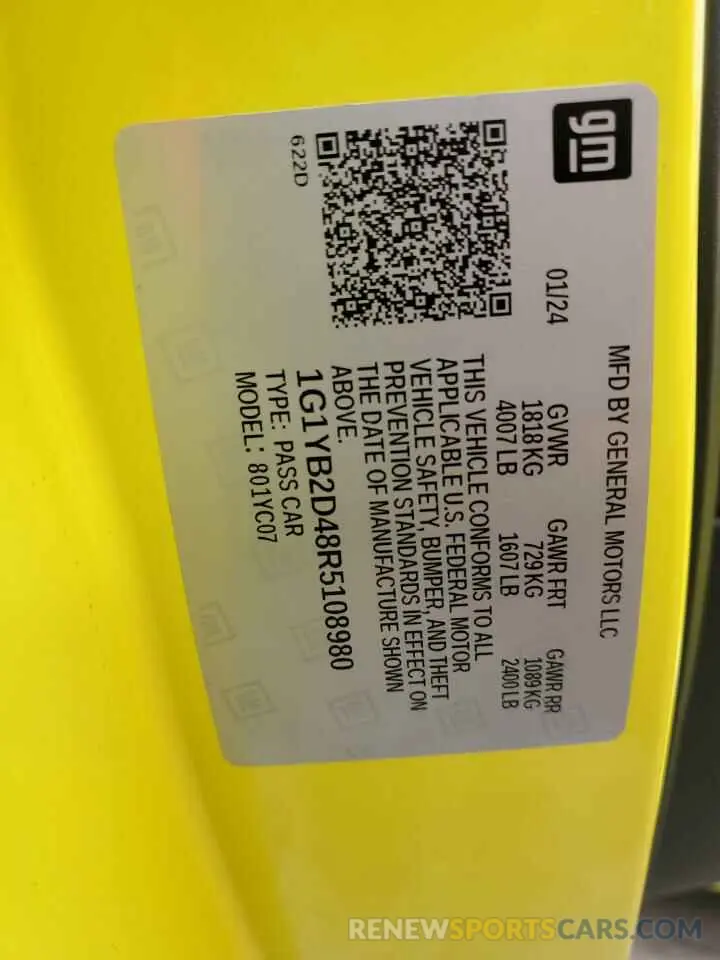 gm
MFD BY GENERAL MOTORS LLC
01/24
GVWR GAWR FRT GAWR RR
1818 KG 729 KG 1089 KG
4007 LB 1607 LB 2400 LB
THIS VEHICLE CONFORMS TO ALL
APPLICABLE U.S. FEDERAL MOTOR
VEHICLE SAFETY, BUMPER, AND THEFT
PREVENTION STANDARDS IN EFFECT ON
THE DATE OF MANUFACTURE SHOWN
ABOVE.
1G1YB2D48R5108980
TYPE: PASS CAR
MODEL: 801YC07
622D
RENEWSPORTSCARS.COM